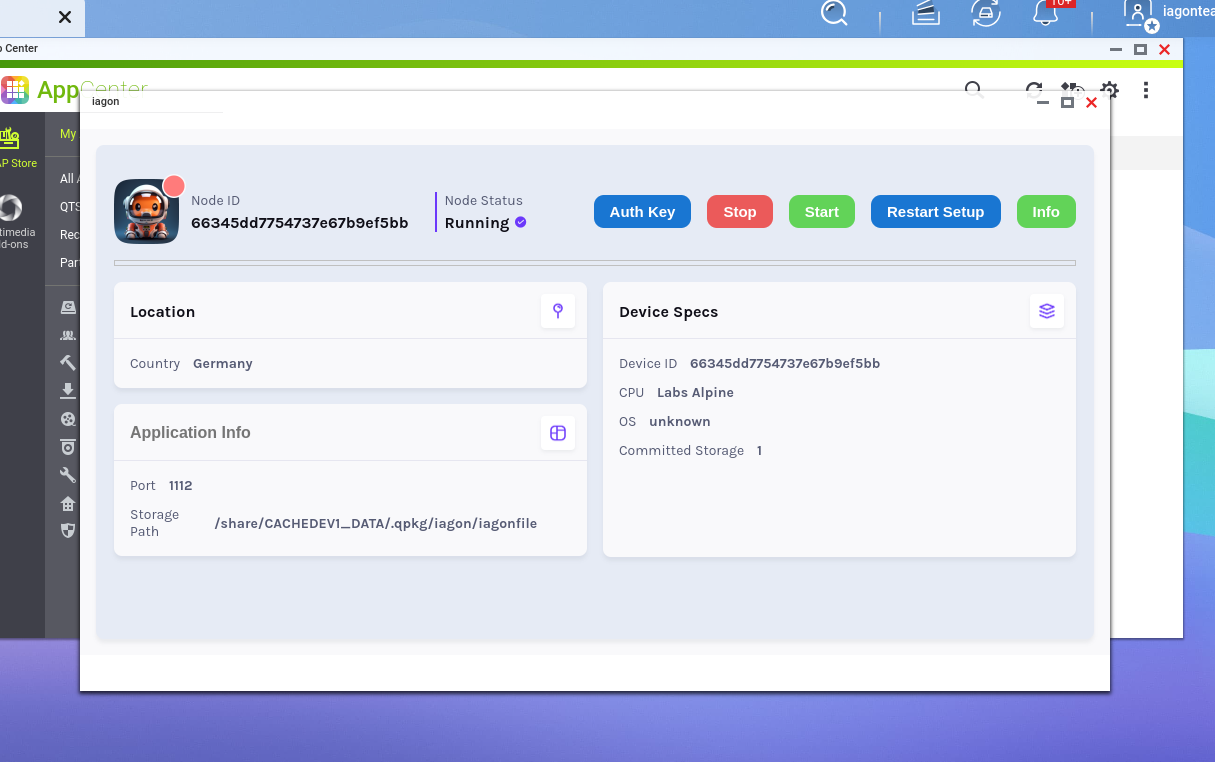 10+
iagontea
p Center
AppCenter
iagon
My
AP Store
All A
QTS
Rec
Par
timedia
dd-ons
Node ID
66345dd7754737e67b9ef5bb
Node Status
Running
Auth Key
Stop
Start
Restart Setup
Info
Location
Country Germany
Application Info
Port 1112
Storage
Path
/share/CACHEDEV1_DATA/.qpkg/iagon/iagonfile
Device Specs
Device ID 66345dd7754737e67b9ef5bb
CPU Labs Alpine
OS unknown
Committed Storage 1